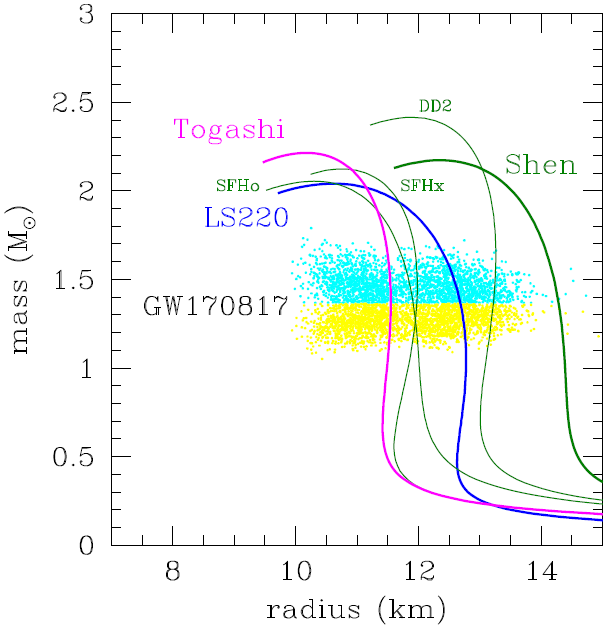 3
2.5
2
1.5
1
0.5
0
mass (M☉)
DD2
Togashi
Shen
SFHo
SFHx
LS220
GW170817
8
10
12
14
radius (km)